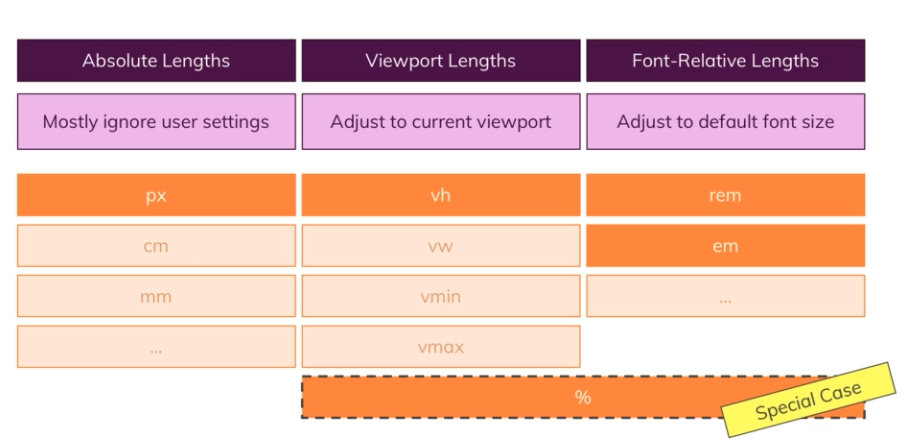 Absolute Lengths
Viewport Lengths
Font-Relative Lengths
Mostly ignore user settings
Adjust to current viewport
Adjust to default font size
px
vh
rem
cm
vw
em
mm
vmin
...
...
vmax
%
Special Case